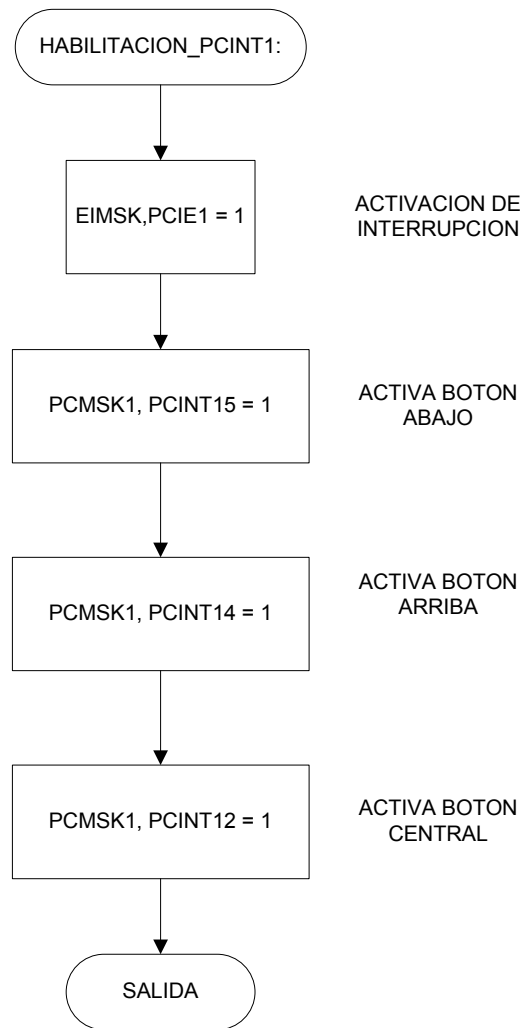 HABILITACION_PCINT1:
EIMSK,PCIE1 = 1
ACTIVACION DE
INTERRUPCION
PCMSK1, PCINT15 = 1
ACTIVA BOTON
ABAJO
PCMSK1, PCINT14 = 1
ACTIVA BOTON
ARRIBA
PCMSK1, PCINT12 = 1
ACTIVA BOTON
CENTRAL
SALIDA